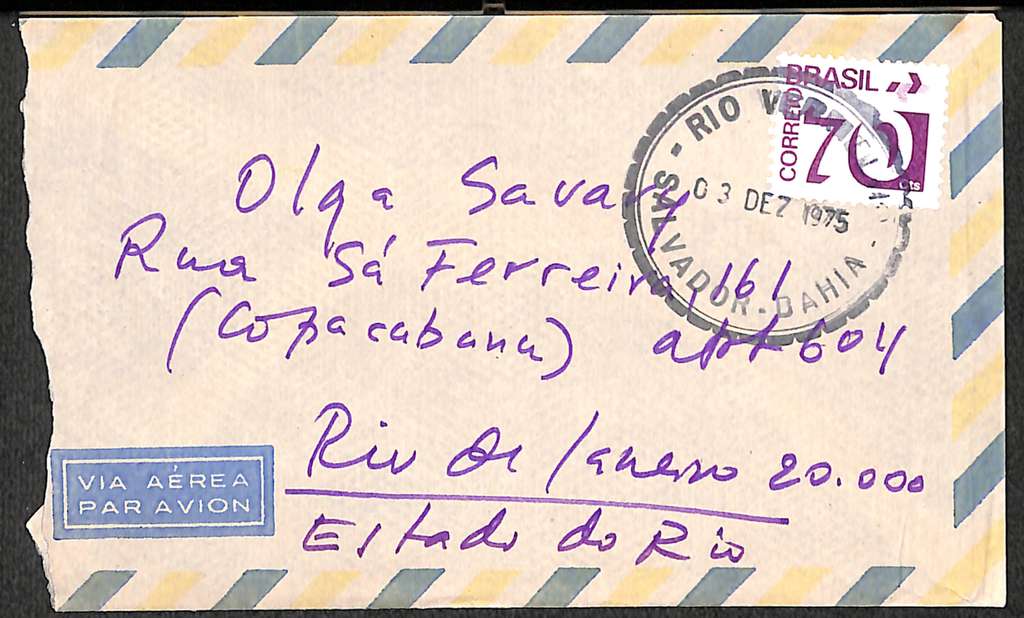 BRASIL
CORREIO
70
cts
- RIO VERMELHO -
03 DEZ 1975
SALVADOR - BAHIA
Olga Savary
Rua Sá Ferreira, 161
(Copacabana) apt 604
Rio de Janeiro 20.000
Estado do Rio
VIA AÉREA
PAR AVION